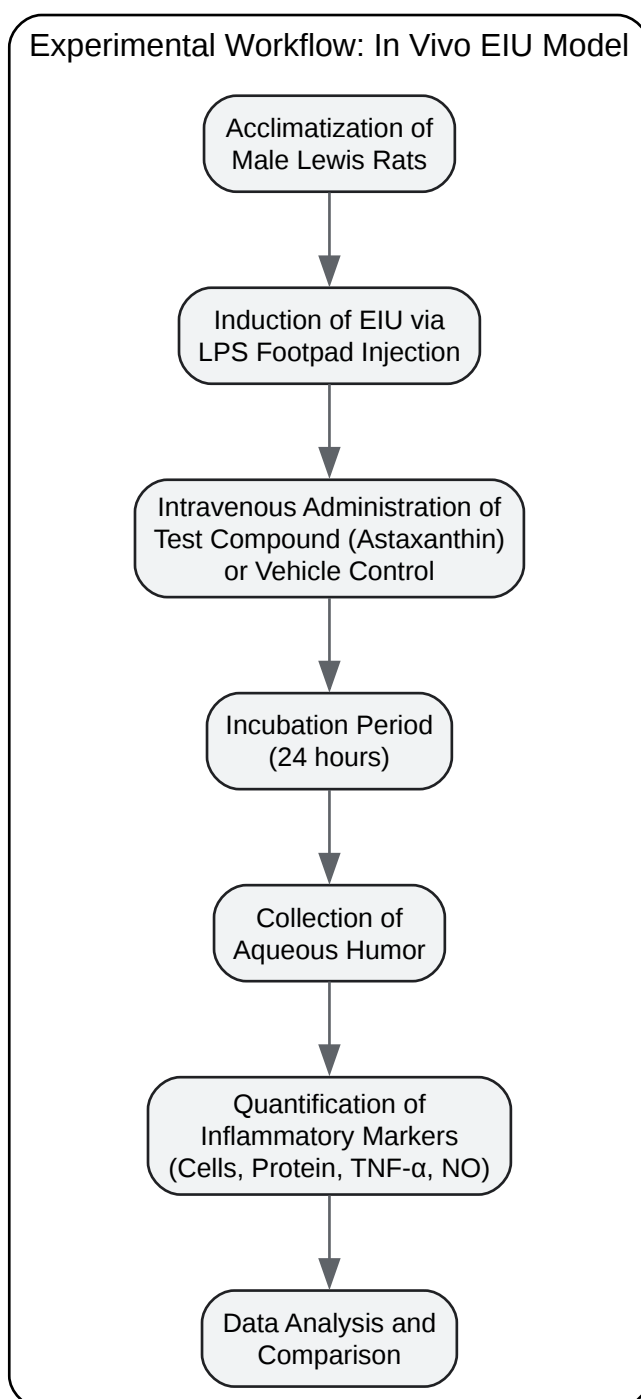 Experimental Workflow: In Vivo EIU Model
Acclimatization of
Male Lewis Rats
Induction of EIU via
LPS Footpad Injection
Intravenous Administration of
Test Compound (Astaxanthin)
or Vehicle Control
Incubation Period
(24 hours)
Collection of
Aqueous Humor
Quantification of
Inflammatory Markers
(Cells, Protein, TNF-α, NO)
Data Analysis and
Comparison